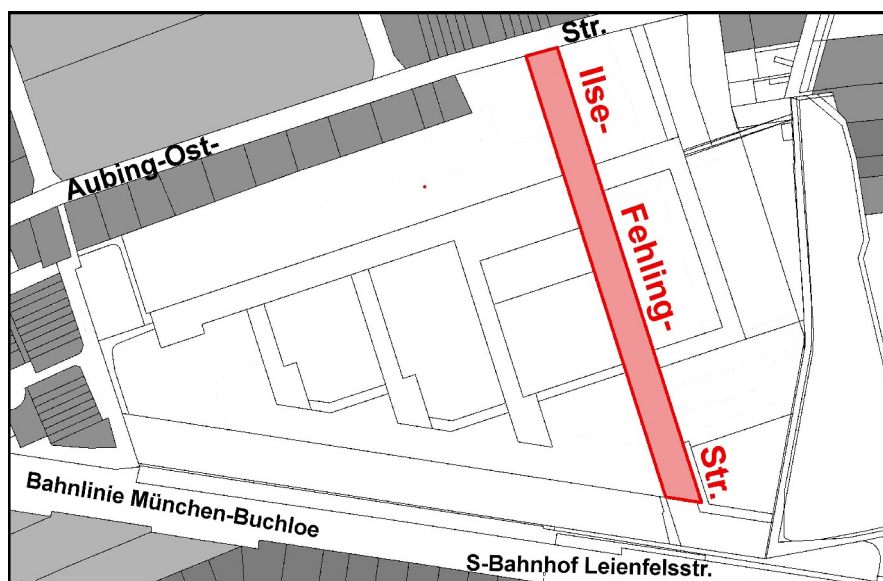 Aubing-Ost- Str.
Ilse- Fehling- Str.
Bahnlinie München-Buchloe
S-Bahnhof Leienfelsstr.